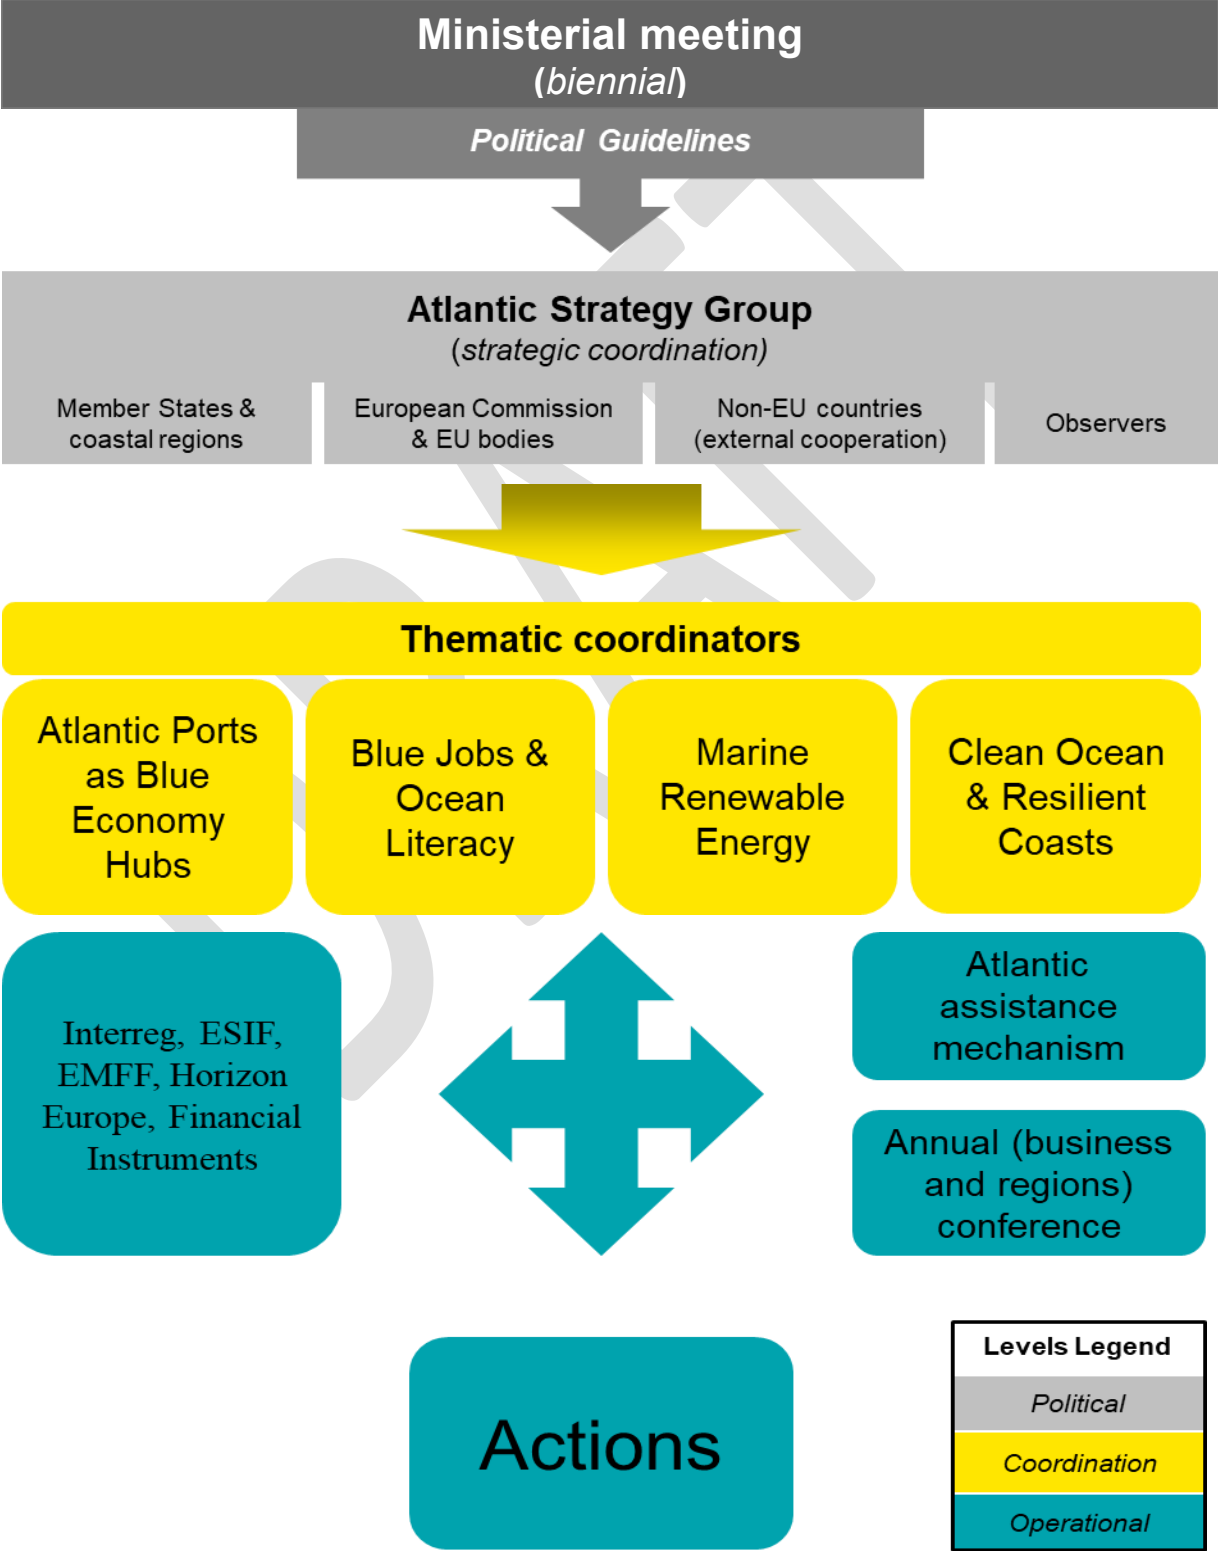 Ministerial meeting
(biennial)
Political Guidelines
Atlantic Strategy Group
(strategic coordination)
Member States &
coastal regions
European Commission
& EU bodies
Non-EU countries
(external cooperation)
Observers
Thematic coordinators
Atlantic Ports
as Blue
Economy
Hubs
Blue Jobs &
Ocean
Literacy
Marine
Renewable
Energy
Clean Ocean
& Resilient
Coasts
Interreg, ESIF,
EMFF, Horizon
Europe, Financial
Instruments
Atlantic
assistance
mechanism
Annual (business
and regions)
conference
Actions
Levels Legend
Political
Coordination
Operational
DRAFT